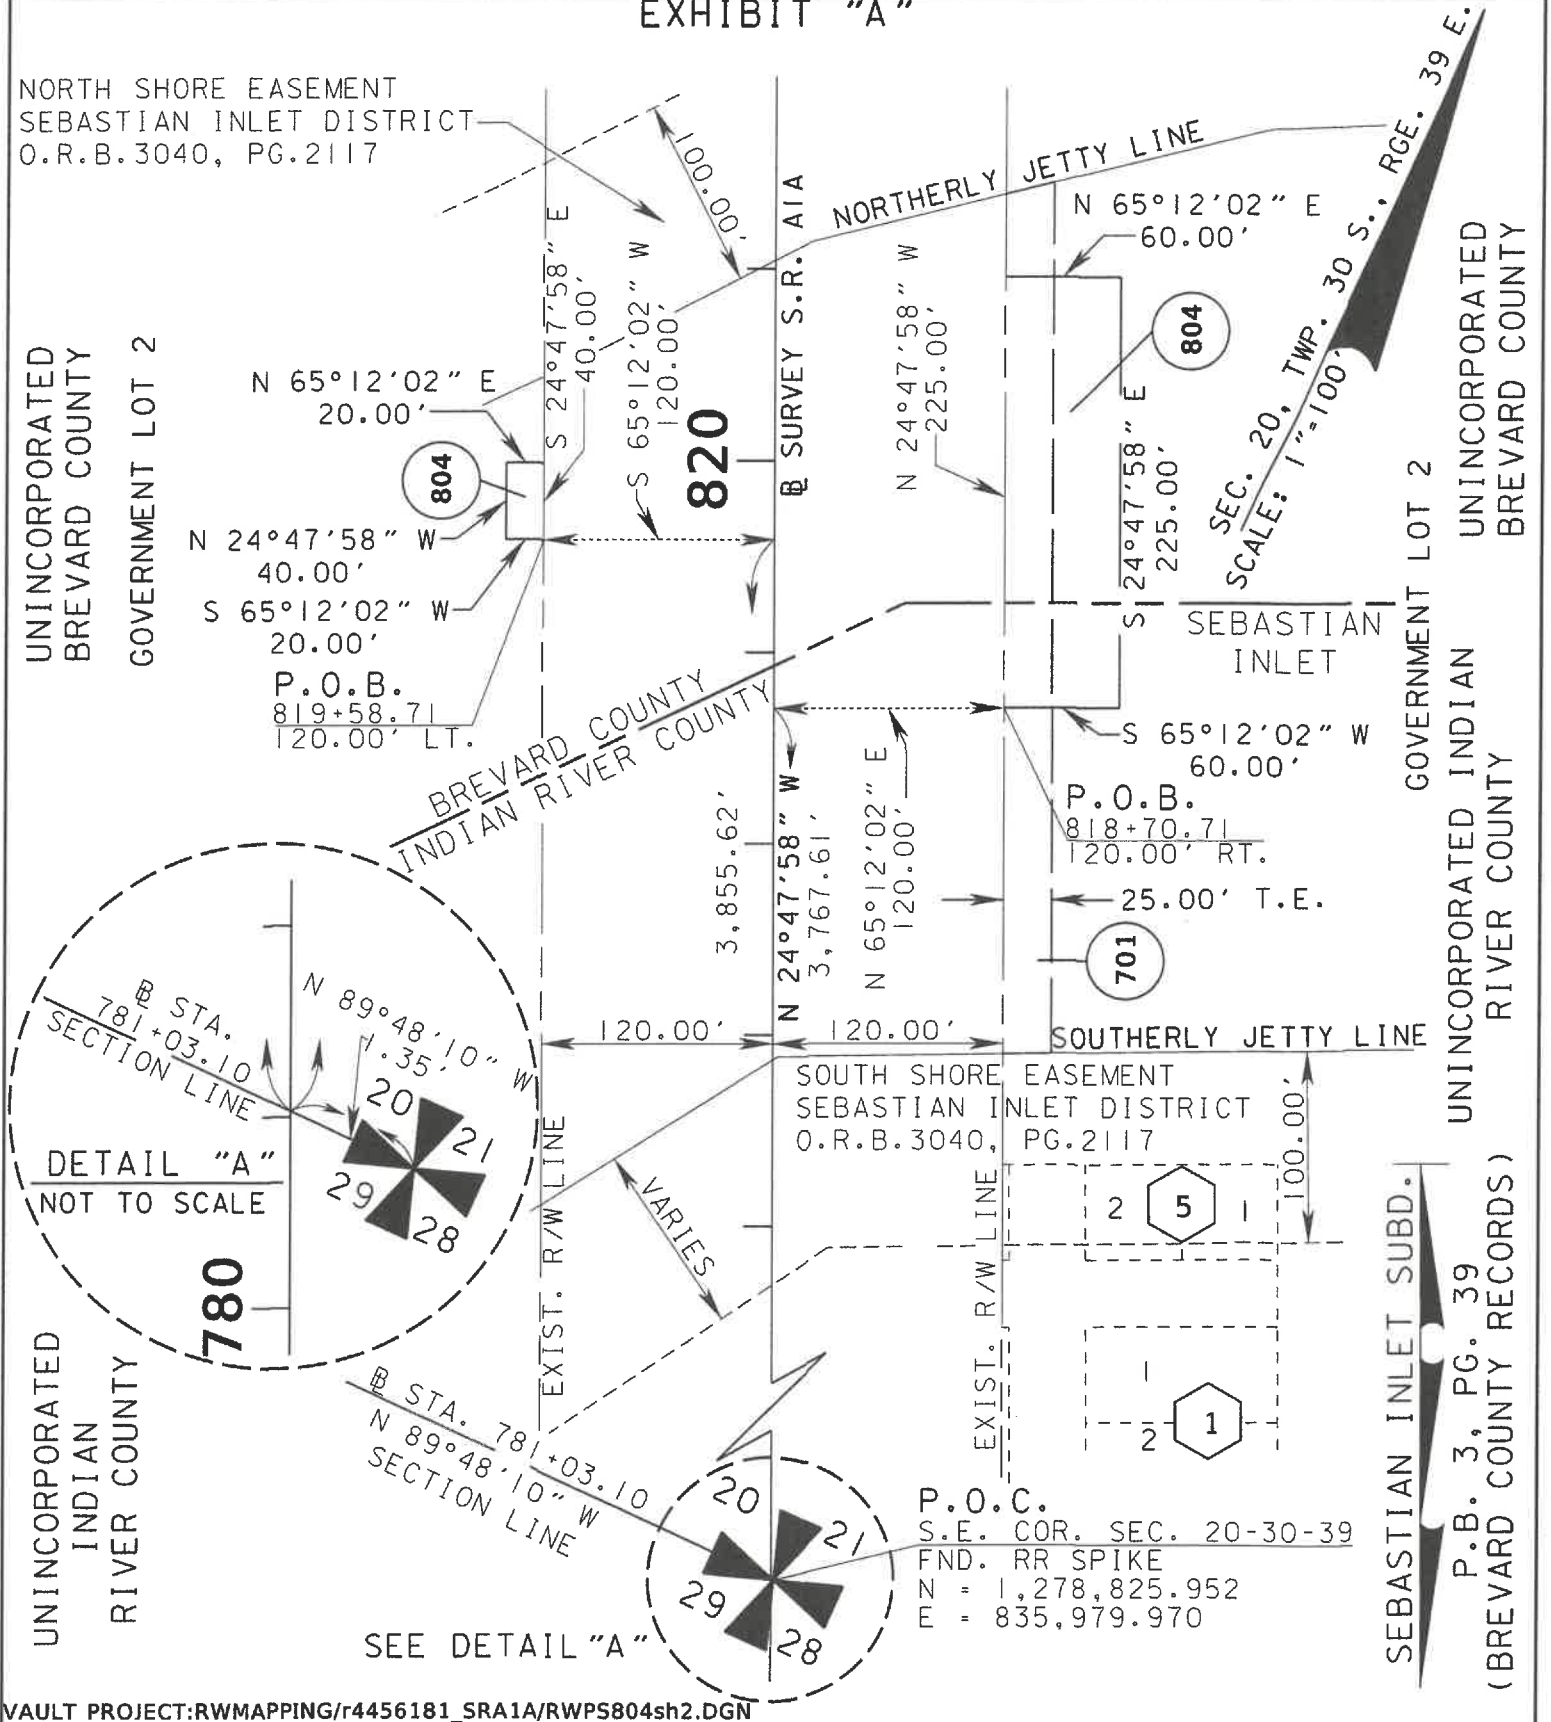 EXHIBIT "A"
NORTH SHORE EASEMENT
SEBASTIAN INLET DISTRICT
O.R.B. 3040, PG. 2117
100.00'
NORTHERLY JETTY LINE
N 65°12'02" E
60.00'
SEC. 20, TWP. 30 S., RGE. 39 E.
SCALE: 1"=100'
UNINCORPORATED
BREVARD COUNTY
UNINCORPORATED
BREVARD COUNTY
GOVERNMENT LOT 2
N 65°12'02" E
20.00'
804
N 24°47'58" W
40.00'
S 65°12'02" W
20.00'
P.O.B.
819+58.71
120.00' LT.
S 24°47'58" E
40.00'
S 65°12'02" W
120.00'
820
BL SURVEY S.R. A1A
N 24°47'58" W
225.00'
804
S 24°47'58" E
225.00'
SEBASTIAN
INLET
GOVERNMENT LOT 2
BREVARD COUNTY
INDIAN RIVER COUNTY
S 65°12'02" W
60.00'
P.O.B.
818+70.71
120.00' RT.
3,855.62'
N 24°47'58" W
3,767.61'
N 65°12'02" E
120.00'
25.00' T.E.
701
UNINCORPORATED INDIAN
RIVER COUNTY
120.00'
120.00'
SOUTHERLY JETTY LINE
SOUTH SHORE EASEMENT
SEBASTIAN INLET DISTRICT
O.R.B. 3040, PG. 2117
100.00'
BL STA.
781+03.10
SECTION LINE
N 89°48'10" W
1.35'
20
21
29
28
DETAIL "A"
NOT TO SCALE
780
EXIST. R/W LINE
VARIES
EXIST. R/W LINE
2
5
1
EXIST. R/W LINE
1
2
1
SEBASTIAN INLET SUBD.
P.B. 3, PG. 39
(BREVARD COUNTY RECORDS)
UNINCORPORATED
INDIAN
RIVER COUNTY
BL STA. 781+03.10
N 89°48'10" W
SECTION LINE
20
21
29
28
P.O.C.
S.E. COR. SEC. 20-30-39
FND. RR SPIKE
N = 1,278,825.952
E = 835,979.970
SEE DETAIL "A"
VAULT PROJECT:RWMAPPING/r4456181_SRA1A/RWPS804sh2.DGN